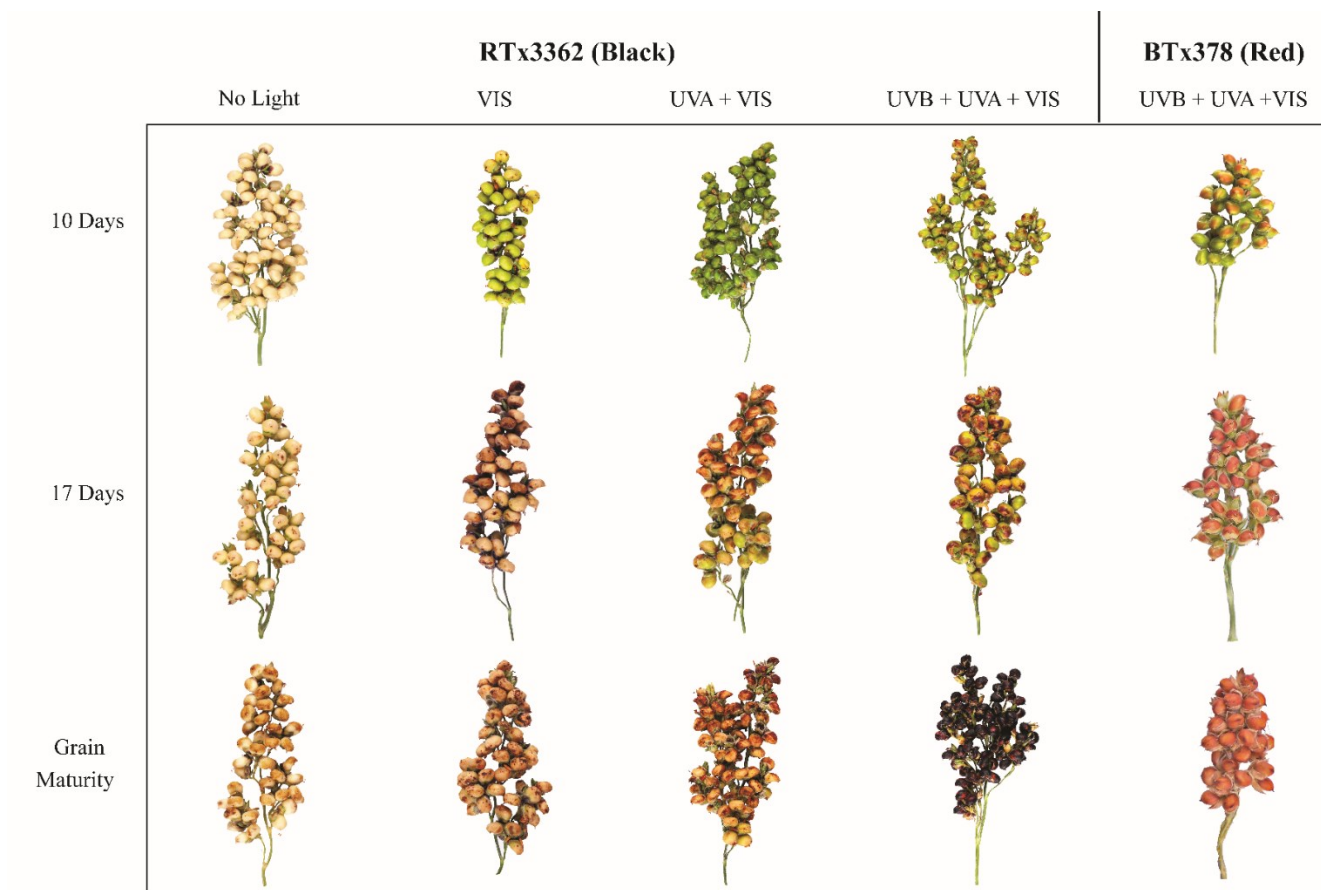 RTx3362 (Black)
BTx378 (Red)
No Light
VIS
UVA + VIS
UVB + UVA + VIS
UVB + UVA +VIS
10 Days
17 Days
Grain
Maturity